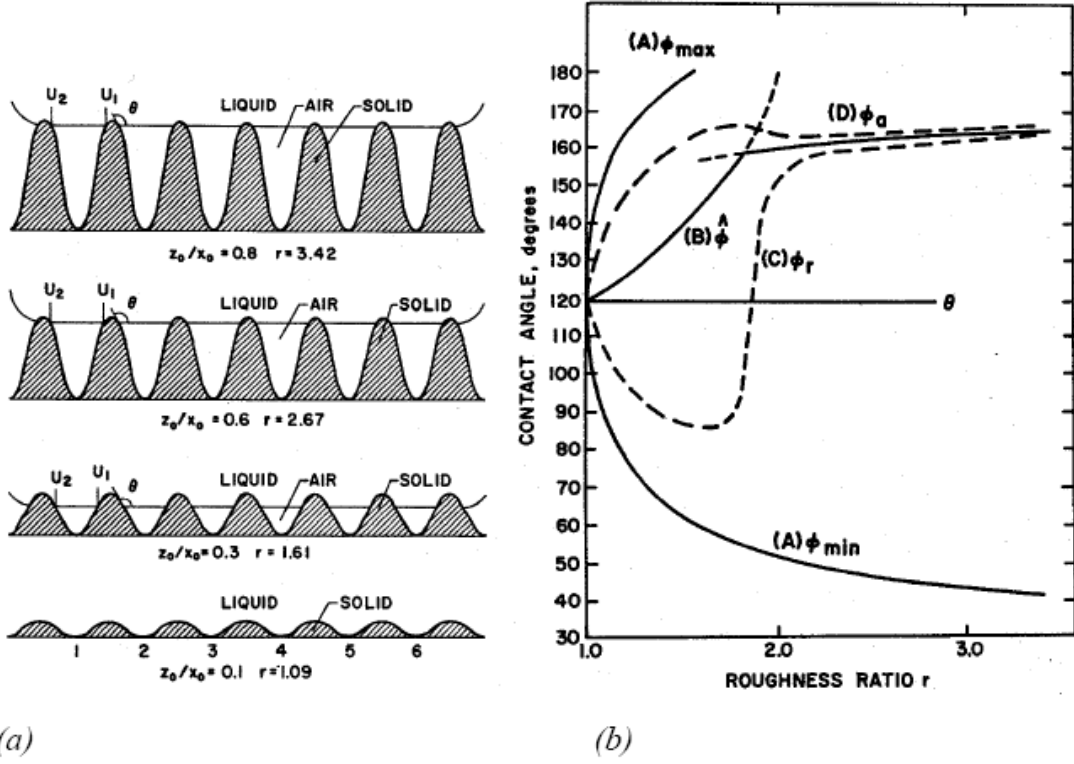 U₂ U₁ θ LIQUID AIR SOLID
z₀/x₀ = 0.8 r = 3.42
U₂ U₁ θ LIQUID AIR SOLID
z₀/x₀ = 0.6 r = 2.67
U₂ U₁ θ LIQUID AIR SOLID
z₀/x₀ = 0.3 r = 1.61
LIQUID SOLID
1 2 3 4 5 6
z₀/x₀ = 0.1 r = 1.09
(a)
CONTACT ANGLE, degrees
180
170
160
150
140
130
120
110
100
90
80
70
60
50
40
30
(A)ϕmax
(D)ϕa
(B)ϕ̂
(C)ϕr
θ
(A)ϕmin
1.0 2.0 3.0
ROUGHNESS RATIO r
(b)